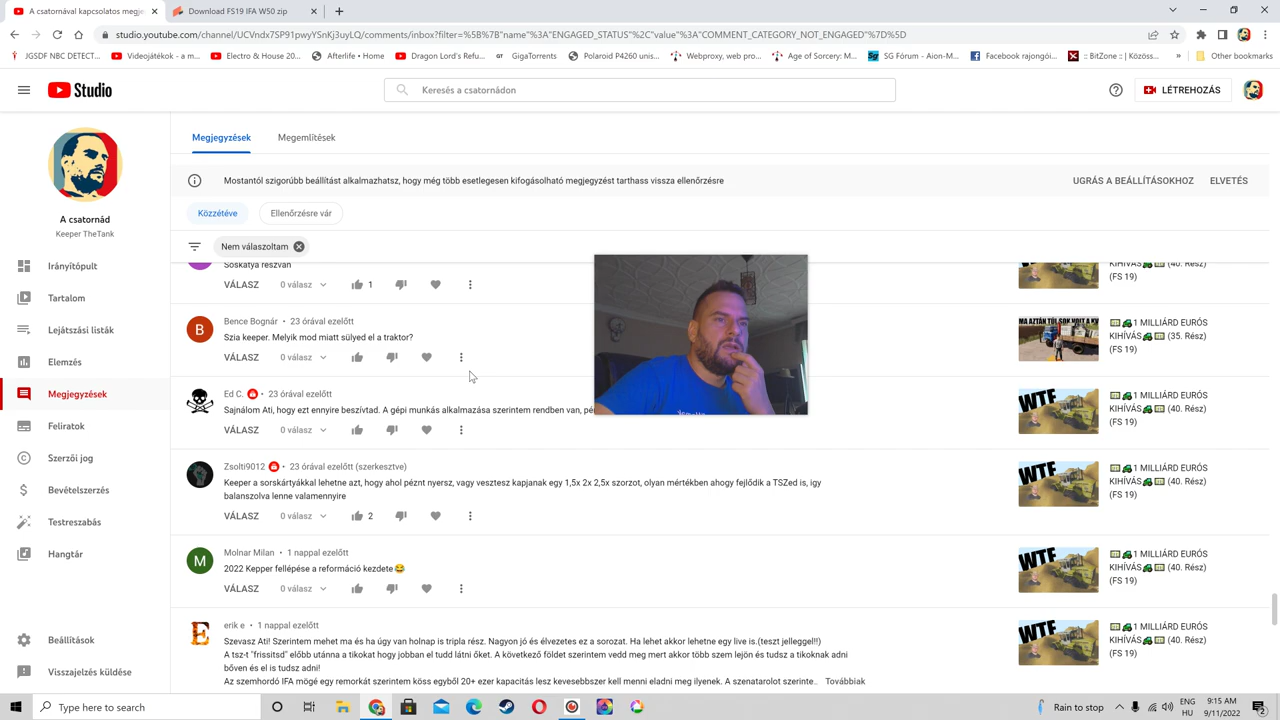 A csatornával kapcsolatos megje
Download FS19 IFA W50 zip
studio.youtube.com/channel/UCVndx7SP91pwyYSnKj3uyLQ/comments/inbox?filter=%5B%7B"name"%3A"ENGAGED_STATUS"%2C"value"%3A"COMMENT_CATEGORY_NOT_ENGAGED"%7D%5D
JGSDF NBC DETECT...
Videojátékok - a m...
Electro & House 20...
Afterlife • Home
Dragon Lord's Refu...
GT GigaTorrents
Polaroid P4260 unis...
Webproxy, web pro...
Age of Sorcery: M...
SG Fórum - Aion-M...
Facebook rajongói...
:: BitZone :: | Közöss...
Other bookmarks
Studio
Keresés a csatornádon
LÉTREHOZÁS
A csatornád
Keeper TheTank
Irányítópult
Tartalom
Lejátszási listák
Elemzés
Megjegyzések
Feliratok
Szerzői jog
Bevételszerzés
Testreszabás
Hangtár
Beállítások
Visszajelzés küldése
Megjegyzések
Megemlítések
Mostantól szigorúbb beállítást alkalmazhatsz, hogy még több esetlegesen kifogásolható megjegyzést tarthass vissza ellenőrzésre
UGRÁS A BEÁLLÍTÁSOKHOZ
ELVETÉS
Közzétéve
Ellenőrzésre vár
Nem válaszoltam
VÁLASZ 0 válasz 1
KIHÍVÁS (40. Rész)
(FS 19)
B
Bence Bognár • 23 órával ezelőtt
Szia keeper. Melyik mod miatt sülyed el a traktor?
VÁLASZ 0 válasz
MA AZTÁN TÚL SOK VOLT A KV
1 MILLIÁRD EURÓS
KIHÍVÁS (35. Rész)
(FS 19)
Ed C. • 23 órával ezelőtt
Sajnálom Ati, hogy ezt ennyire beszívtad. A gépi munkás alkalmazása szerintem rendben van, pé
VÁLASZ 0 válasz
WTF
1 MILLIÁRD EURÓS
KIHÍVÁS (40. Rész)
(FS 19)
Zsolti9012 • 23 órával ezelőtt (szerkesztve)
Keeper a sorskártyákkal lehetne azt, hogy ahol pézнt nyersz, vagy vesztesz kapjanak egy 1,5x 2x 2,5x szorzot, olyan mértékben ahogy fejlődik a TSZed is, igy
balanszolva lenne valamennyire
VÁLASZ 0 válasz 2
WTF
1 MILLIÁRD EURÓS
KIHÍVÁS (40. Rész)
(FS 19)
M
Molnar Milan • 1 nappal ezelőtt
2022 Kepper fellépése a reformáció kezdete😂
VÁLASZ 0 válasz
WTF
1 MILLIÁRD EURÓS
KIHÍVÁS (40. Rész)
(FS 19)
E
erik e • 1 nappal ezelőtt
Szevasz Ati! Szerintem mehet ma és ha úgy van holnap is tripla rész. Nagyon jó és élvezetes ez a sorozat. Ha lehet akkor lehetne egy live is.(teszt jelleggel!!)
A tsz-t "frissitsd" előbb utánna a tikokat hogy jobban el tudd látni őket. A következő földet szerintem vedd meg mert akkor több szem lejön és tudsz a tikoknak adni
bőven és el is tudsz adni!
Az szemhordó IFA mögé egy remorkát szerintem köss egyből 20+ ezer kapacitás lesz kevesebbszer kell menni eladni meg ilyenek. A szenatarolot szerinte..
Továbbiak
WTF
1 MILLIÁRD EURÓS
KIHÍVÁS (40. Rész)
(FS 19)
Type here to search
Rain to stop
ENG
HU
9:15 AM
9/11/2022
2